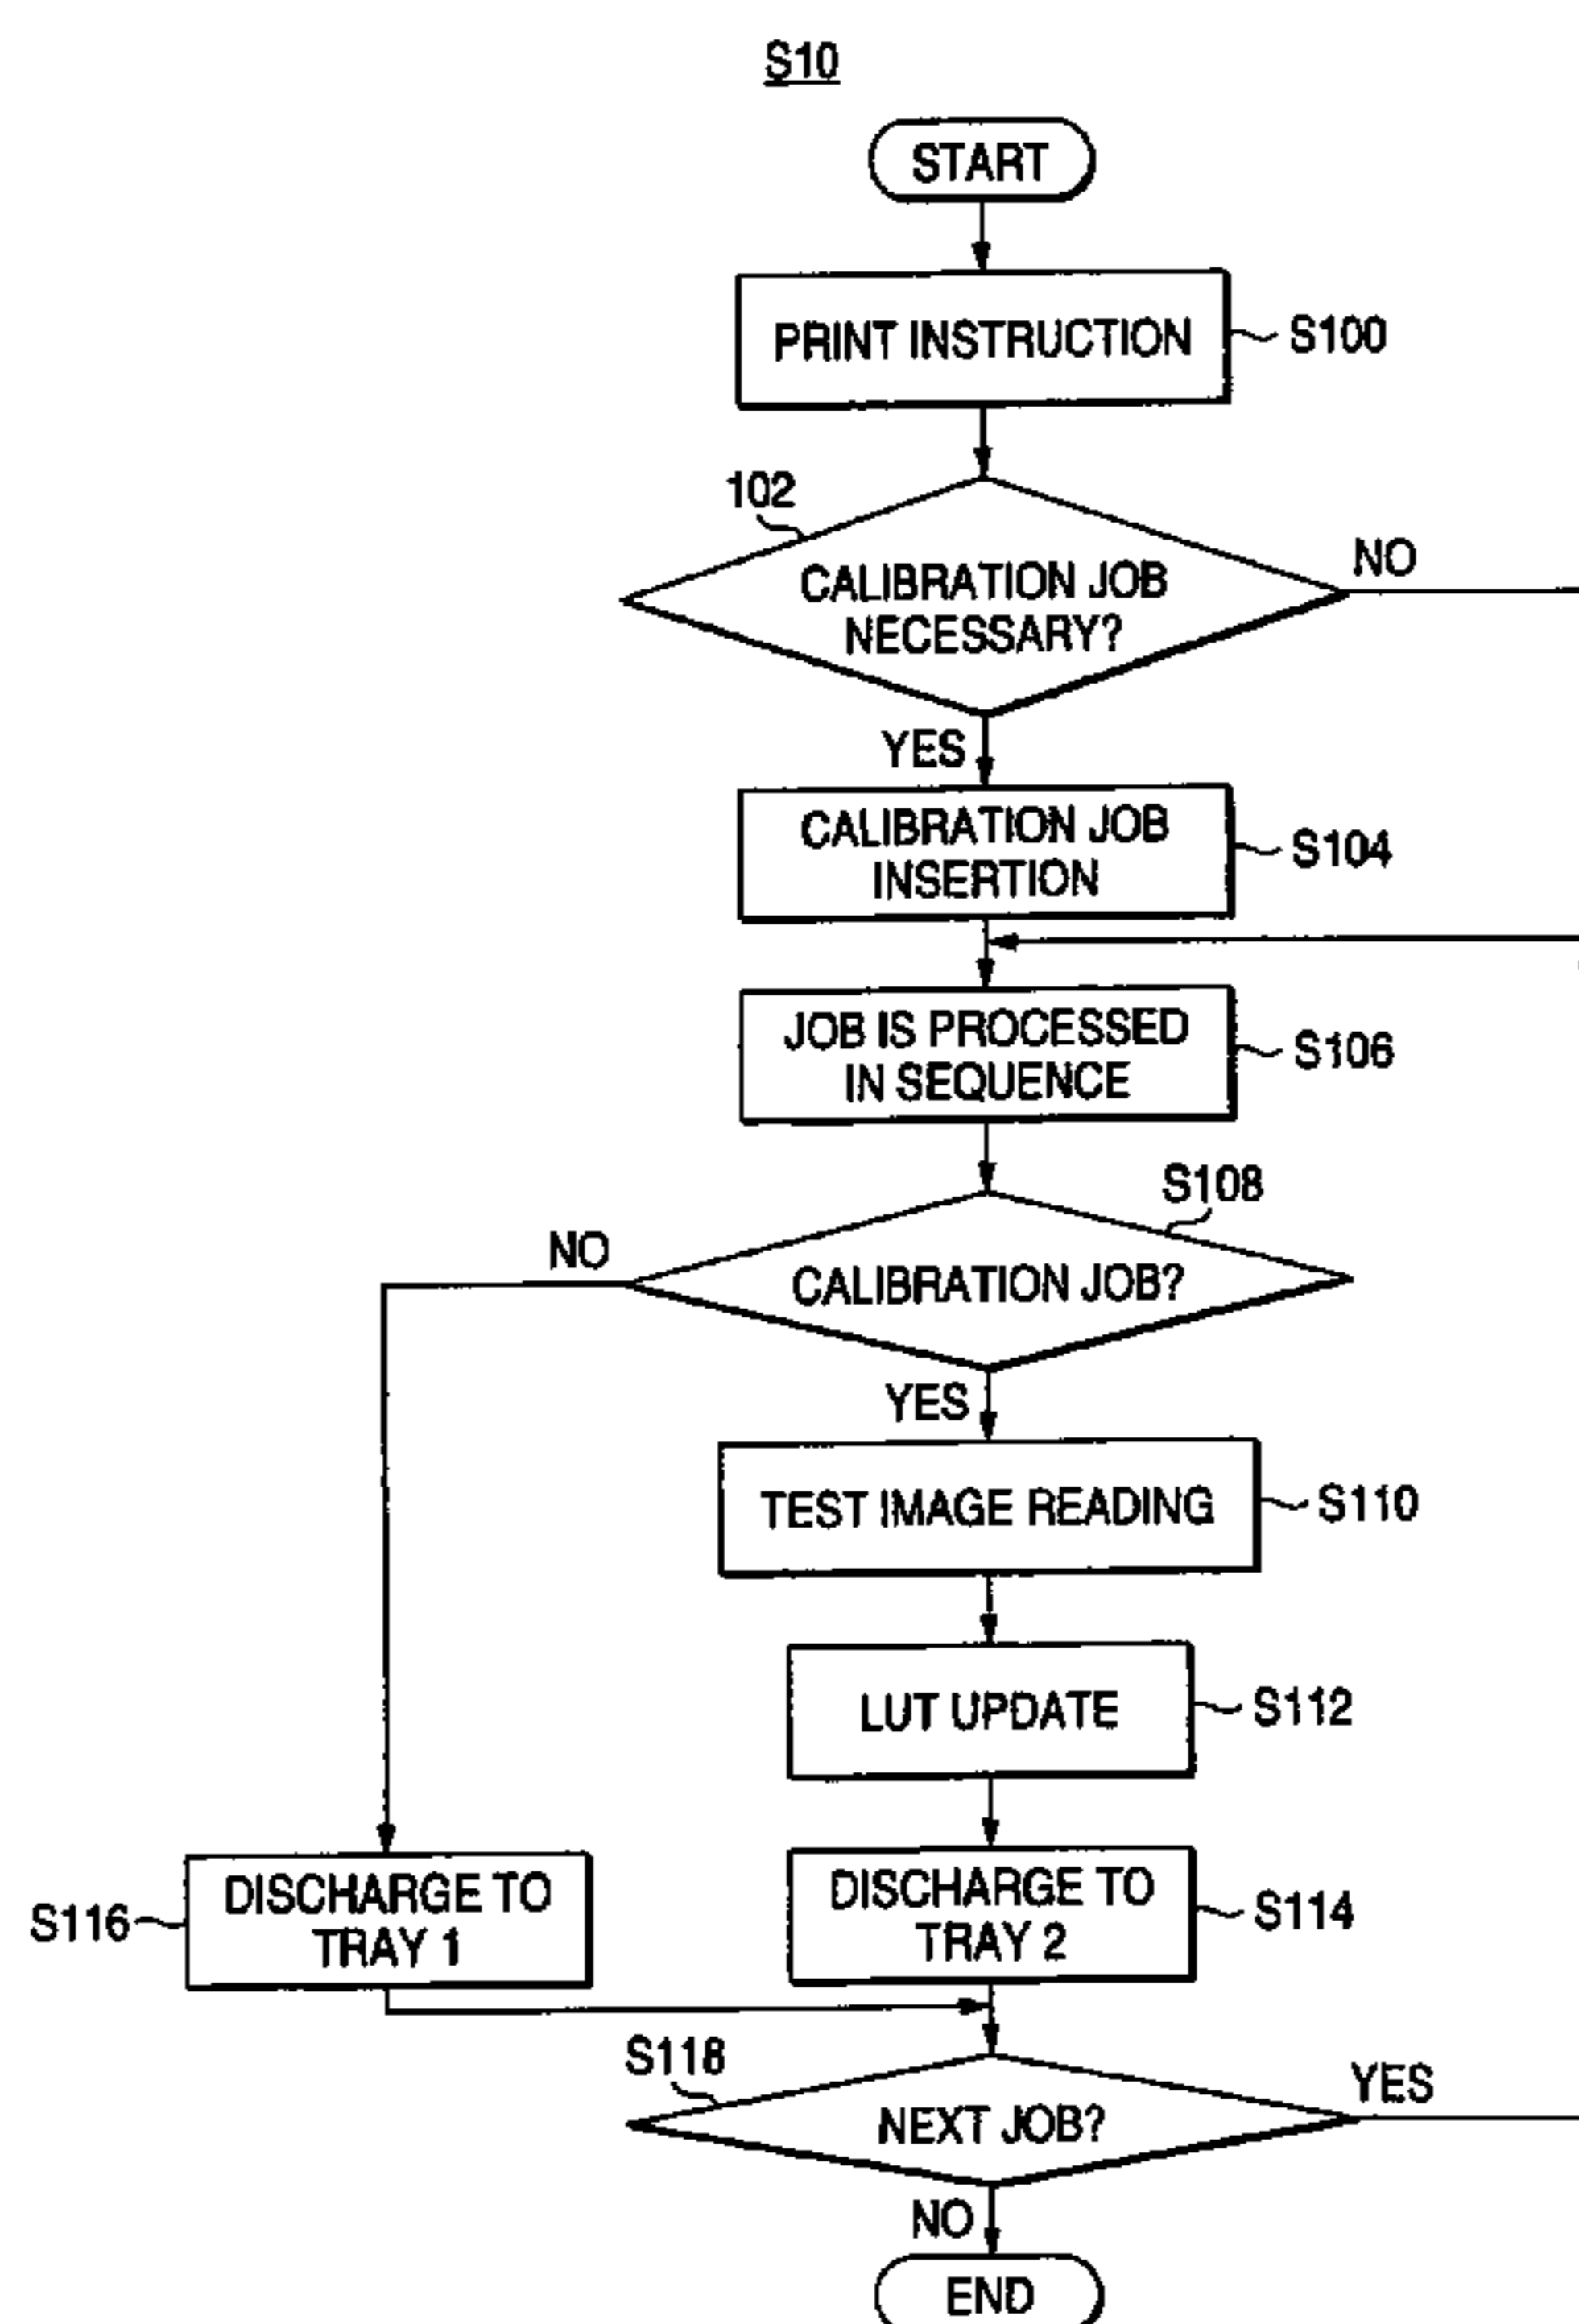 S10
START
PRINT INSTRUCTION
S100
102
CALIBRATION JOB
NECESSARY?
NO
YES
CALIBRATION JOB
INSERTION
S104
JOB IS PROCESSED
IN SEQUENCE
S106
S108
NO
CALIBRATION JOB?
YES
TEST IMAGE READING
S110
LUT UPDATE
S112
S116
DISCHARGE TO
TRAY 1
DISCHARGE TO
TRAY 2
S114
S118
NEXT JOB?
YES
NO
END